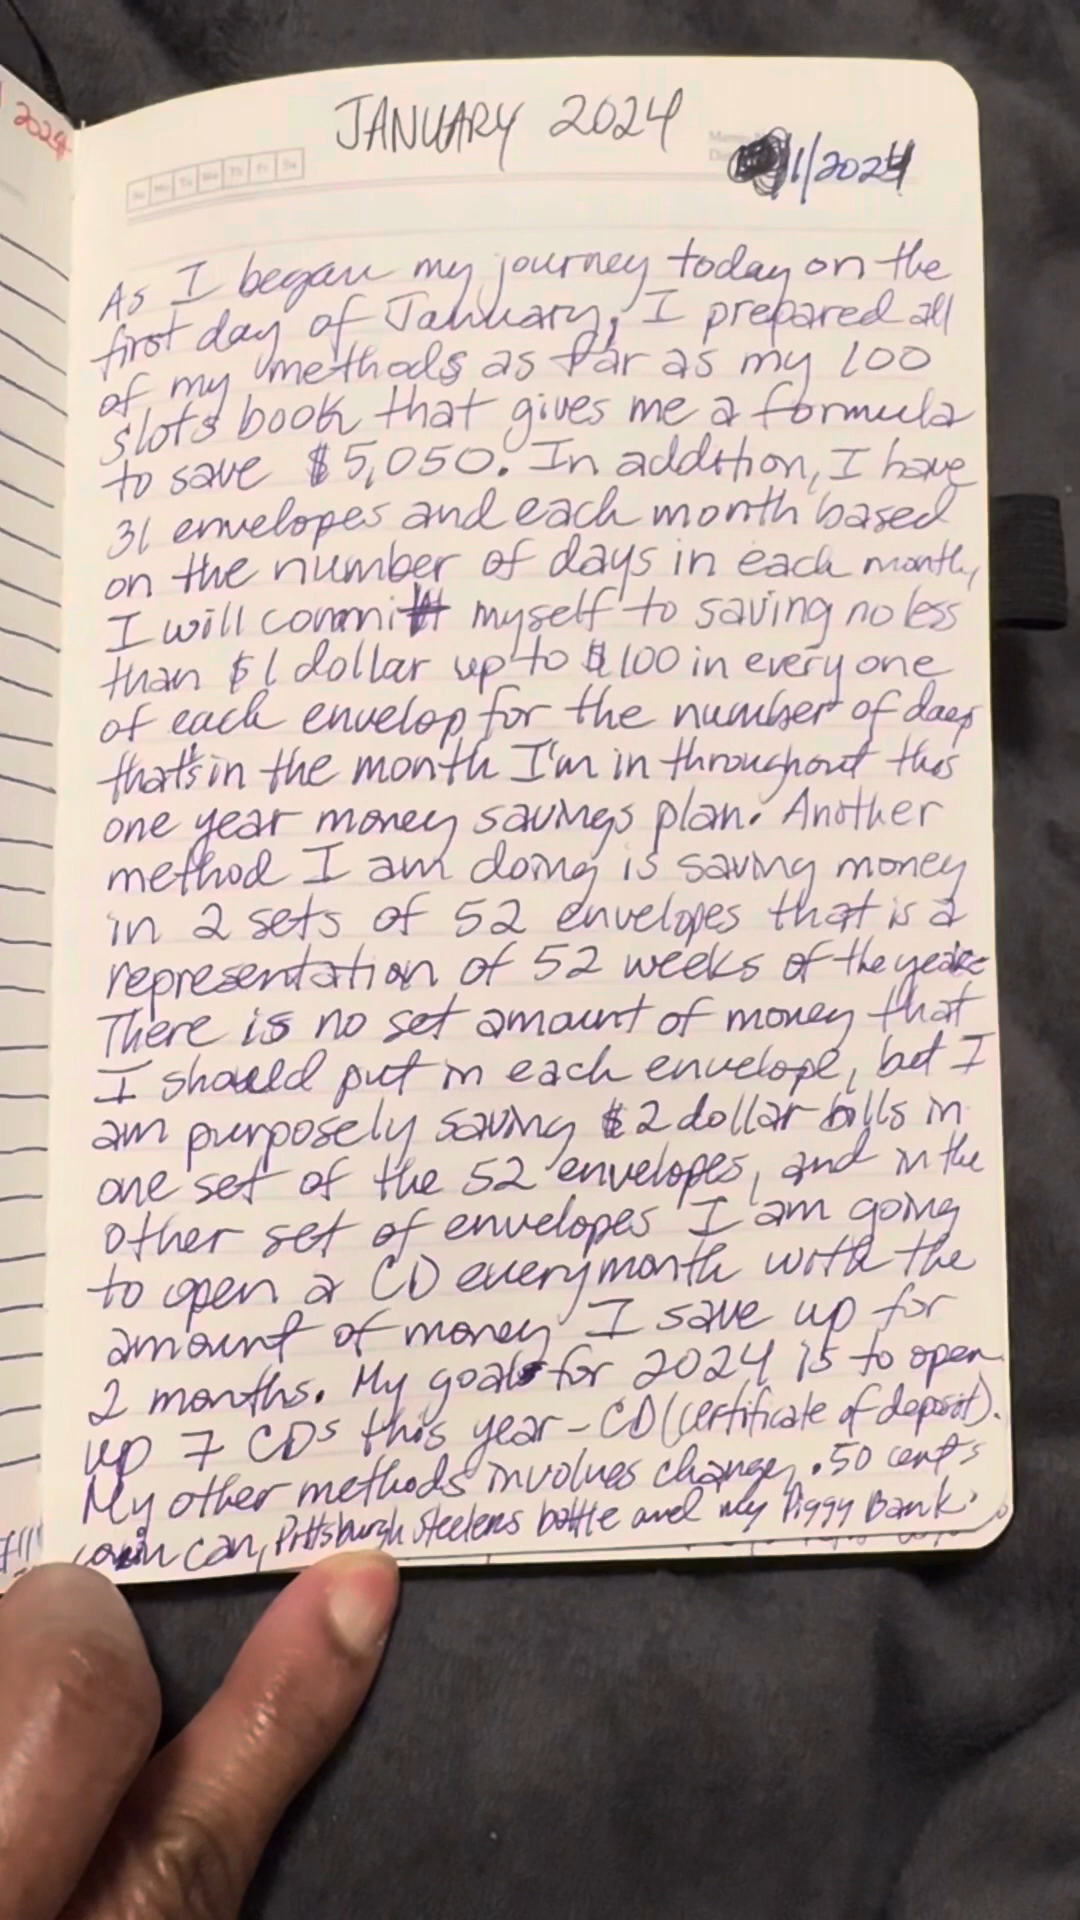 2024
JANUARY 2024
1/2024
As I began my journey today on the
first day of January, I prepared all
of my methods as far as my 100
slots book that gives me a formula
to save $5,050. In addition, I have
31 envelopes and each month based
on the number of days in each month,
I will commit myself to saving no less
than $1 dollar up to $100 in every one
of each envelop for the number of days
that's in the month I'm in throughout this
one year money savings plan. Another
method I am doing is saving money
in 2 sets of 52 envelopes that is a
representation of 52 weeks of the year.
There is no set amount of money that
I should put in each envelope, but I
am purposely saving $2 dollar bills in
one set of the 52 envelopes, and in the
other set of envelopes I am going
to open a CD every month with the
amount of money I save up for
2 months. My goal for 2024 is to open
up 7 CDs this year - CD (certificate of deposit).
My other methods involves change, .50 cent's
coin can, Pittsburgh Steelers bottle and my Piggy Bank.